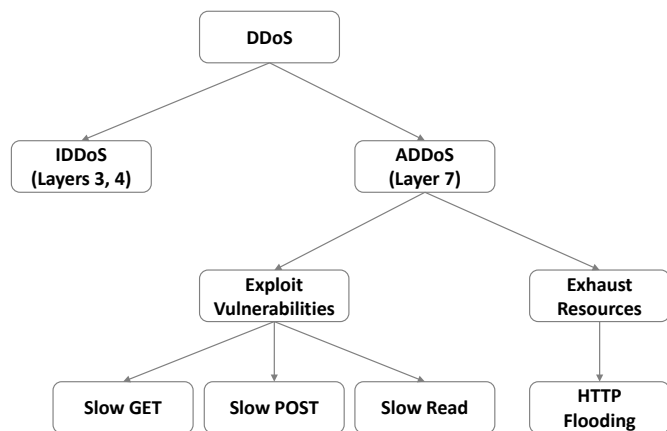 DDoS
IDDoS
(Layers 3, 4)
ADDoS
(Layer 7)
Exploit
Vulnerabilities
Exhaust
Resources
Slow GET
Slow POST
Slow Read
HTTP
Flooding